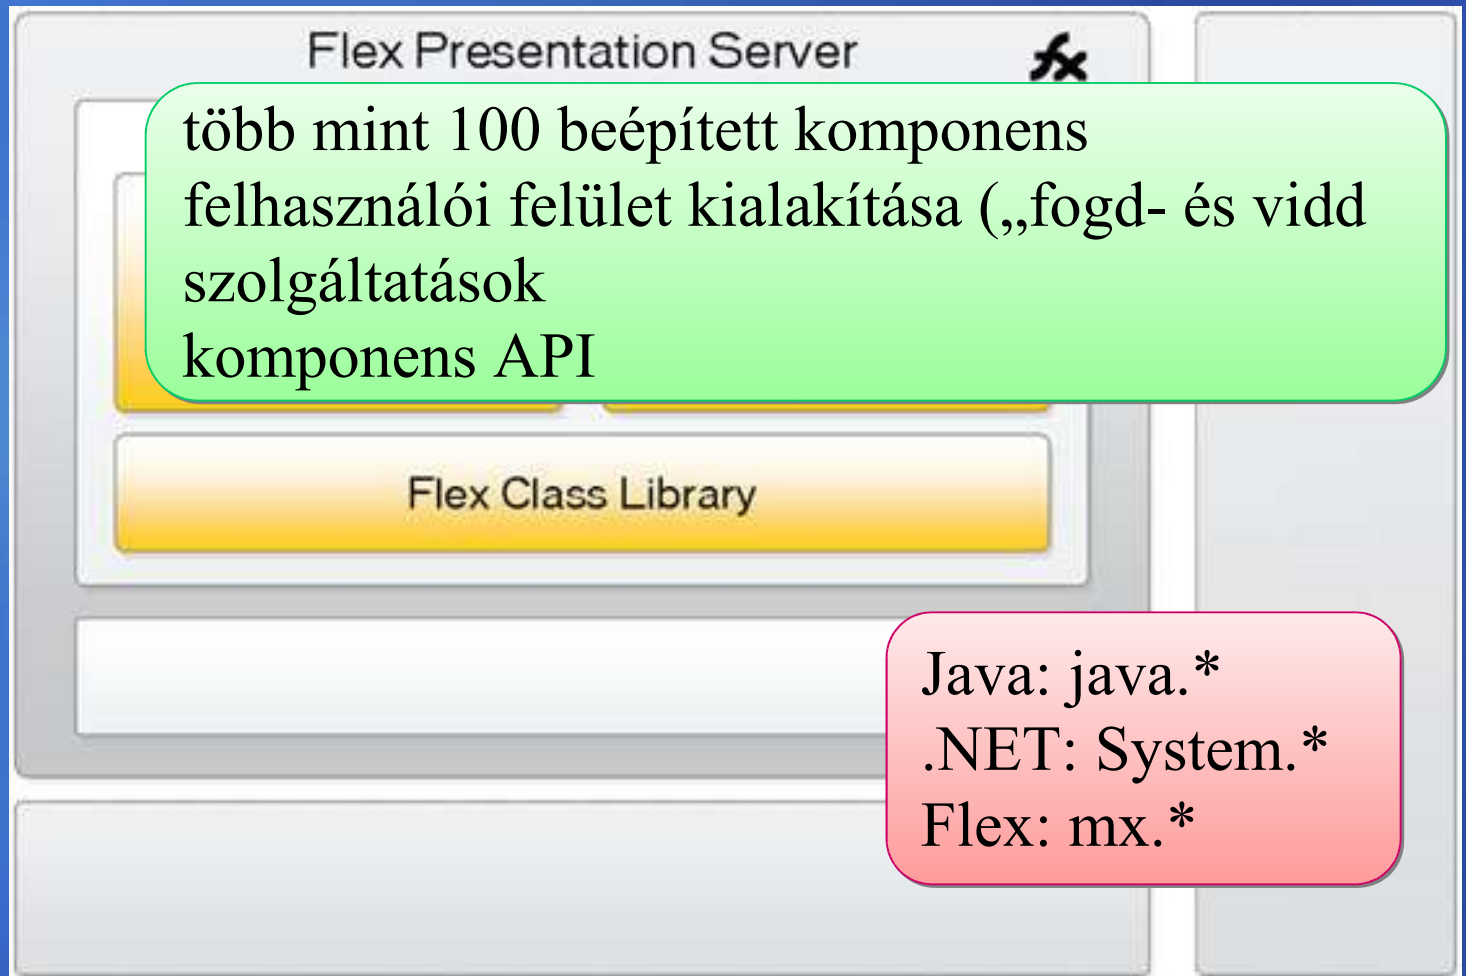 Flex Presentation Server fx
több mint 100 beépített komponens
felhasználói felület kialakítása („fogd- és vidd
szolgáltatások
komponens API
Flex Class Library
Java: java.*
.NET: System.*
Flex: mx.*